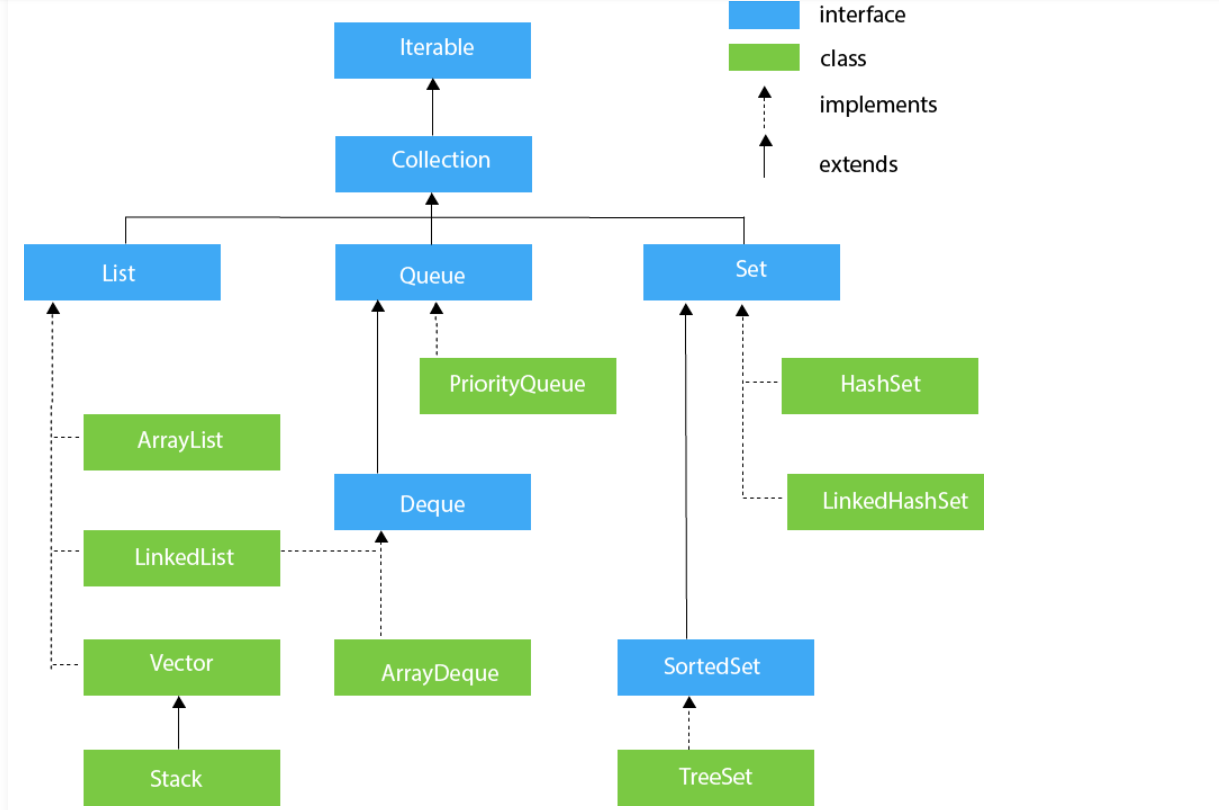 interface
Iterable
class
implements
Collection
extends
List
Queue
Set
PriorityQueue
HashSet
ArrayList
Deque
LinkedHashSet
LinkedList
Vector
ArrayDeque
SortedSet
Stack
TreeSet